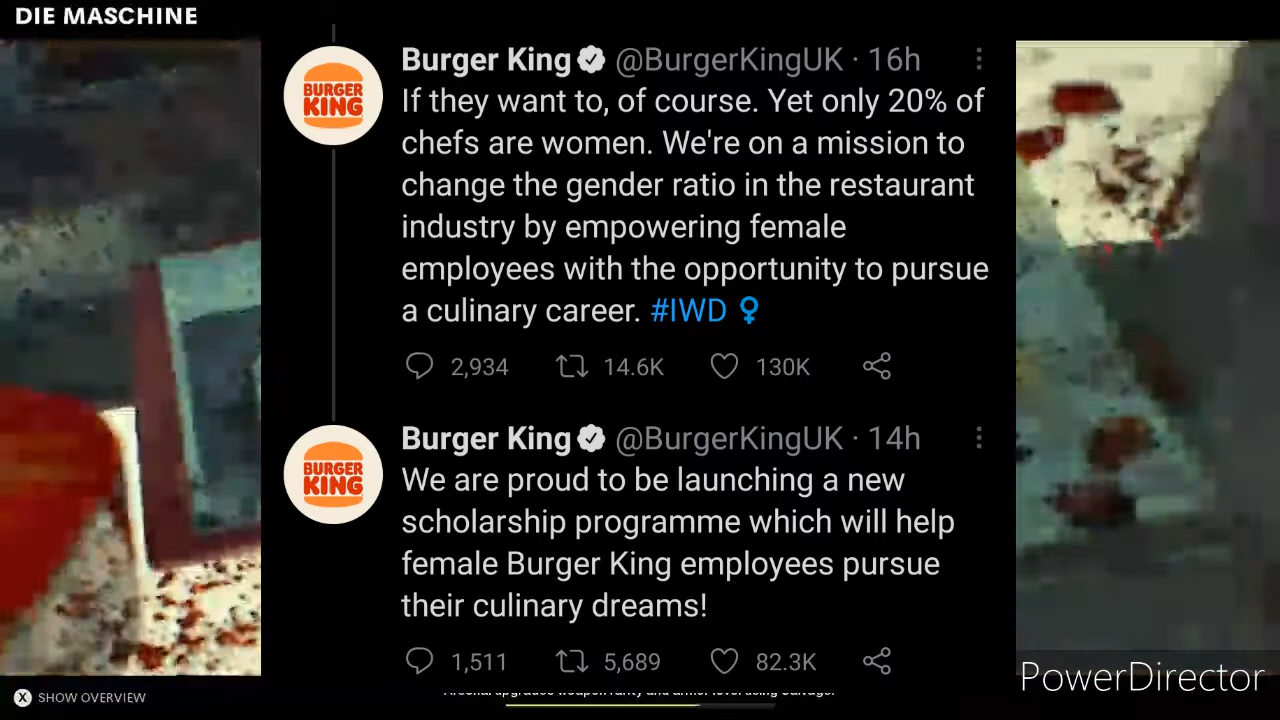 DIE MASCHINE
Burger King @BurgerKingUK · 16h
If they want to, of course. Yet only 20% of
chefs are women. We're on a mission to
change the gender ratio in the restaurant
industry by empowering female
employees with the opportunity to pursue
a culinary career. #IWD
2,934 14.6K 130K
BURGER
KING
Burger King @BurgerKingUK · 14h
We are proud to be launching a new
scholarship programme which will help
female Burger King employees pursue
their culinary dreams!
1,511 5,689 82.3K
BURGER
KING
PowerDirector
X SHOW OVERVIEW